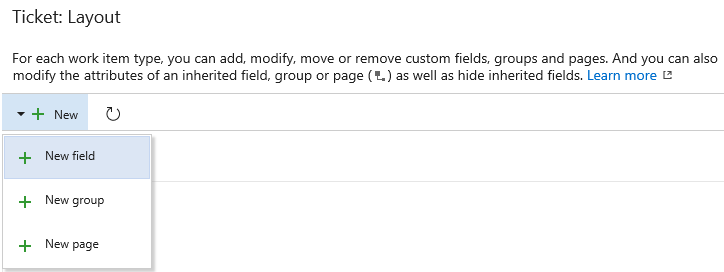 Ticket: Layout
For each work item type, you can add, modify, move or remove custom fields, groups and pages. And you can also
modify the attributes of an inherited field, group or page ( ) as well as hide inherited fields. Learn more
New
New field
New group
New page